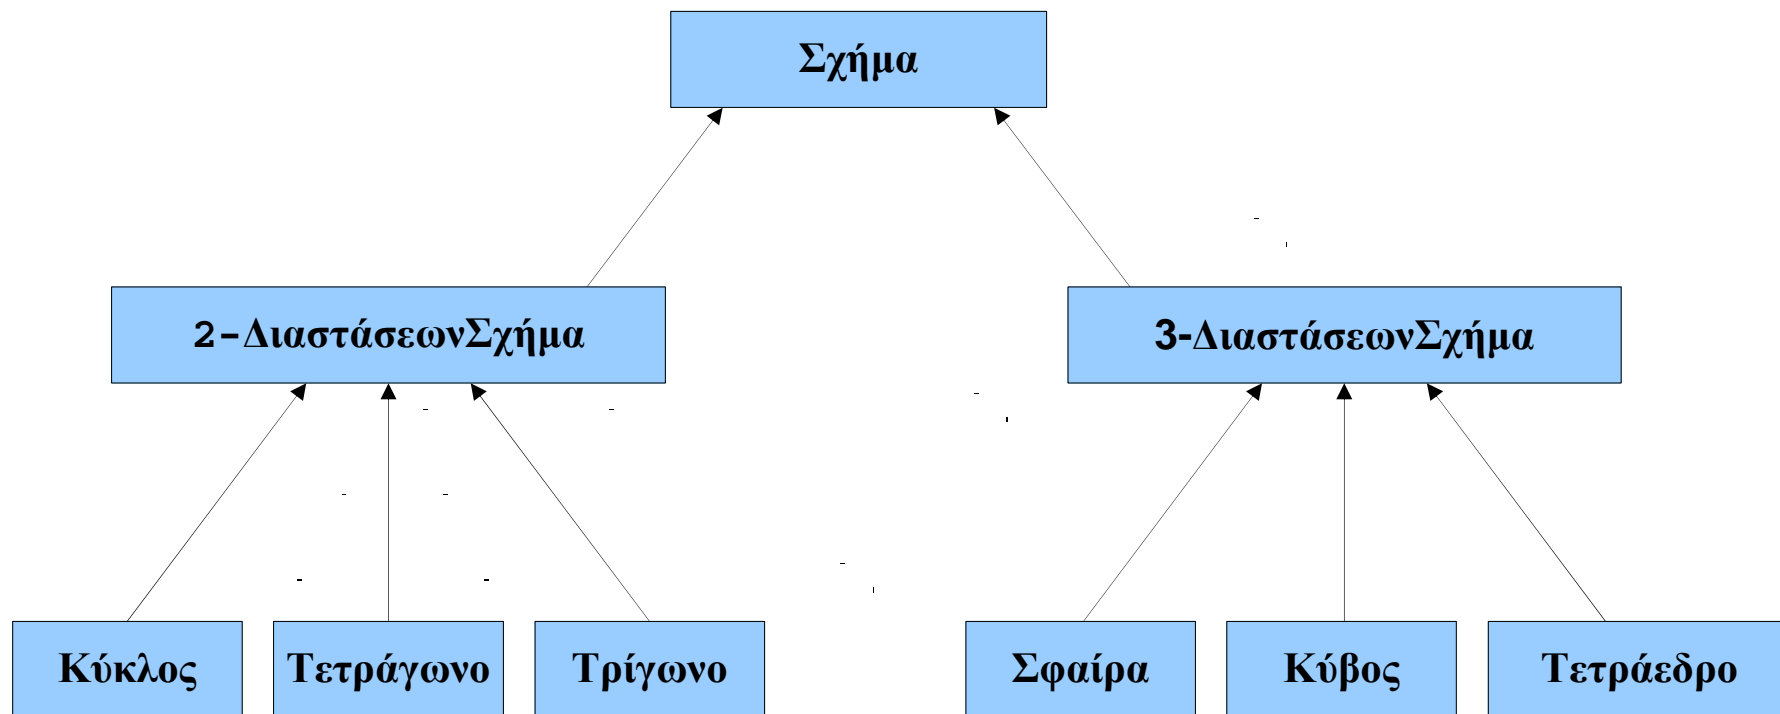 Σχήμα
2-ΔιαστάσεωνΣχήμα
3-ΔιαστάσεωνΣχήμα
Κύκλος
Τετράγωνο
Τρίγωνο
Σφαίρα
Κύβος
Τετράεδρο